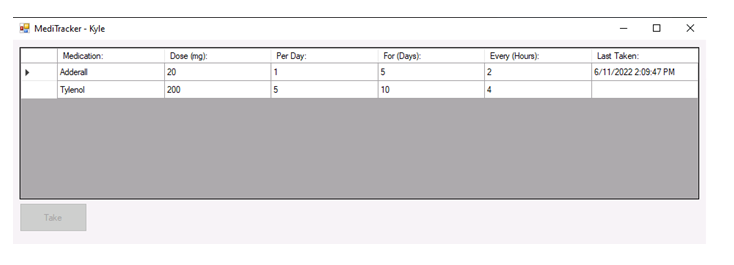 MediTracker - Kyle
Medication: Dose (mg): Per Day: For (Days): Every (Hours): Last Taken:
Adderall 20 1 5 2 6/11/2022 2:09:47 PM
Tylenol 200 5 10 4
Take